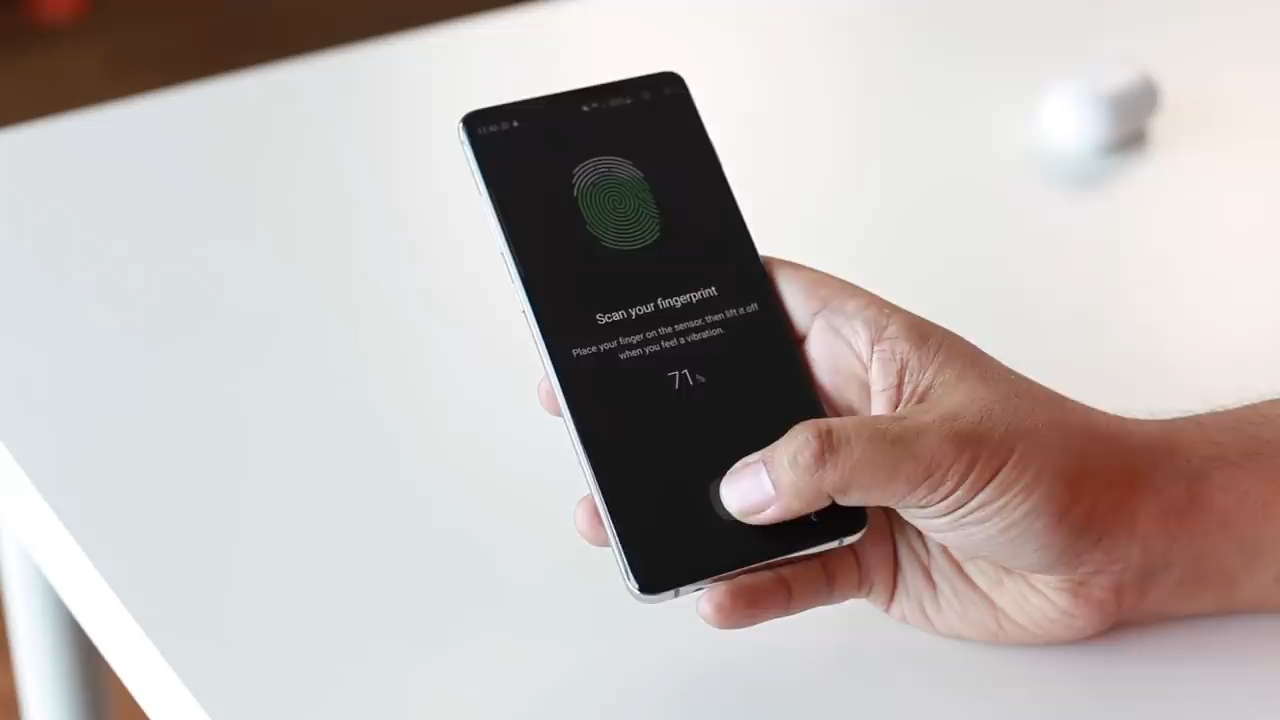 Scan your fingerprint
Place your finger on the sensor, then lift it off
when you feel a vibration.
71%